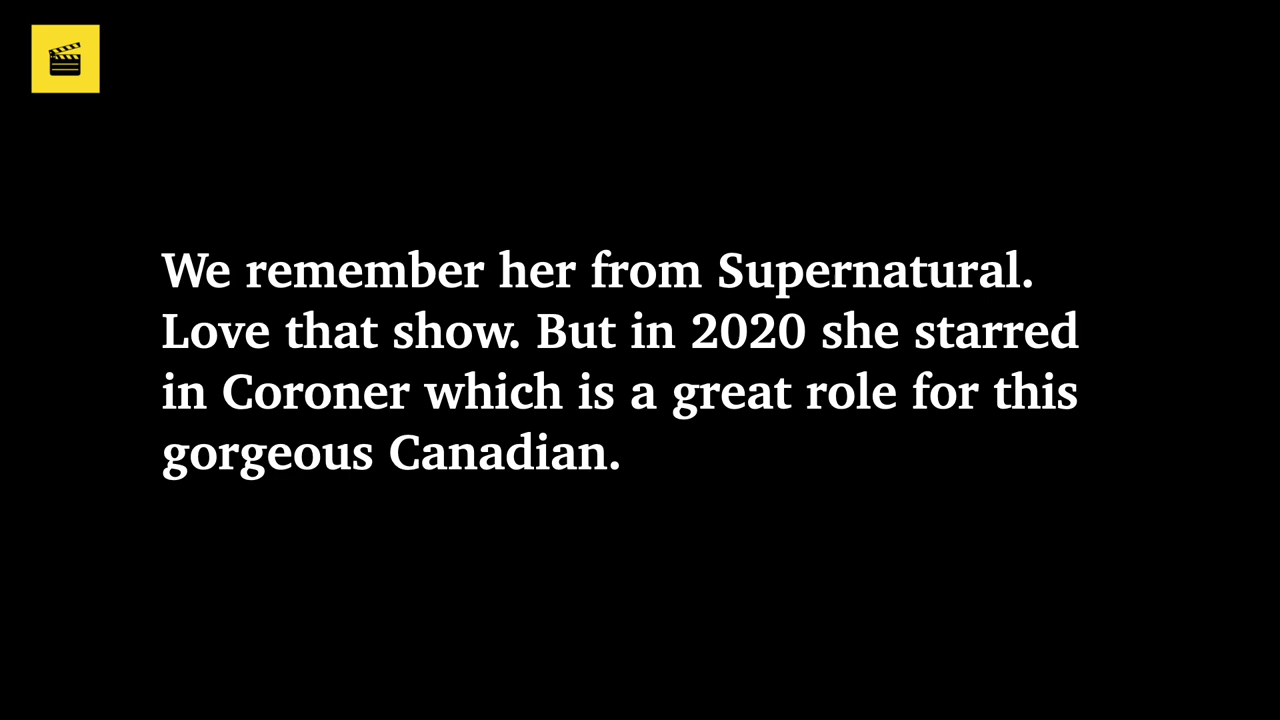 We remember her from Supernatural.
Love that show. But in 2020 she starred
in Coroner which is a great role for this
gorgeous Canadian.